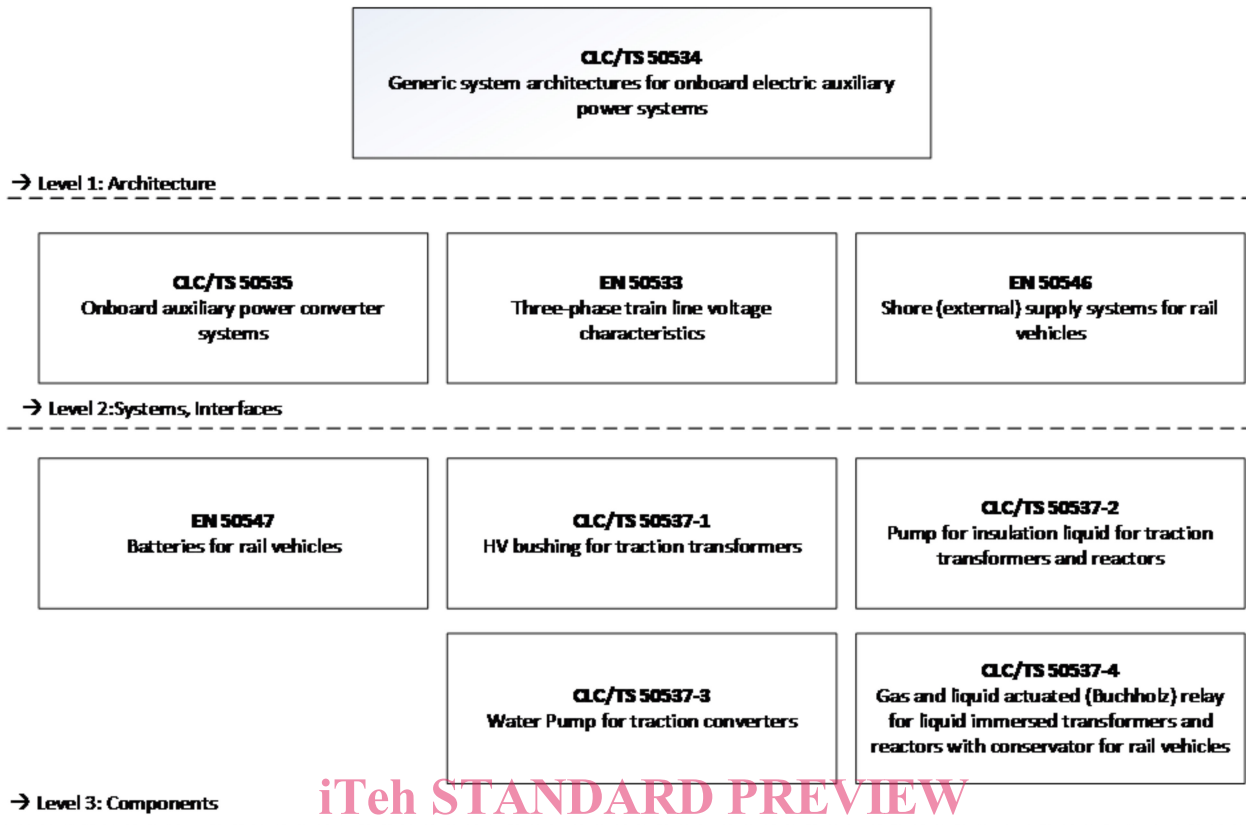 CLC/TS 50534
Generic system architectures for onboard electric auxiliary
power systems
→ Level 1: Architecture
CLC/TS 50535
Onboard auxiliary power converter
systems
EN 50533
Three-phase train line voltage
characteristics
EN 50546
Shore (external) supply systems for rail
vehicles
→ Level 2:Systems, Interfaces
EN 50547
Batteries for rail vehicles
CLC/TS 50537-1
HV bushing for traction transformers
CLC/TS 50537-2
Pump for insulation liquid for traction
transformers and reactors
CLC/TS 50537-3
Water Pump for traction converters
CLC/TS 50537-4
Gas and liquid actuated (Buchholz) relay
for liquid immersed transformers and
reactors with conservator for rail vehicles
→ Level 3: Components
iTeh STANDARD PREVIEW